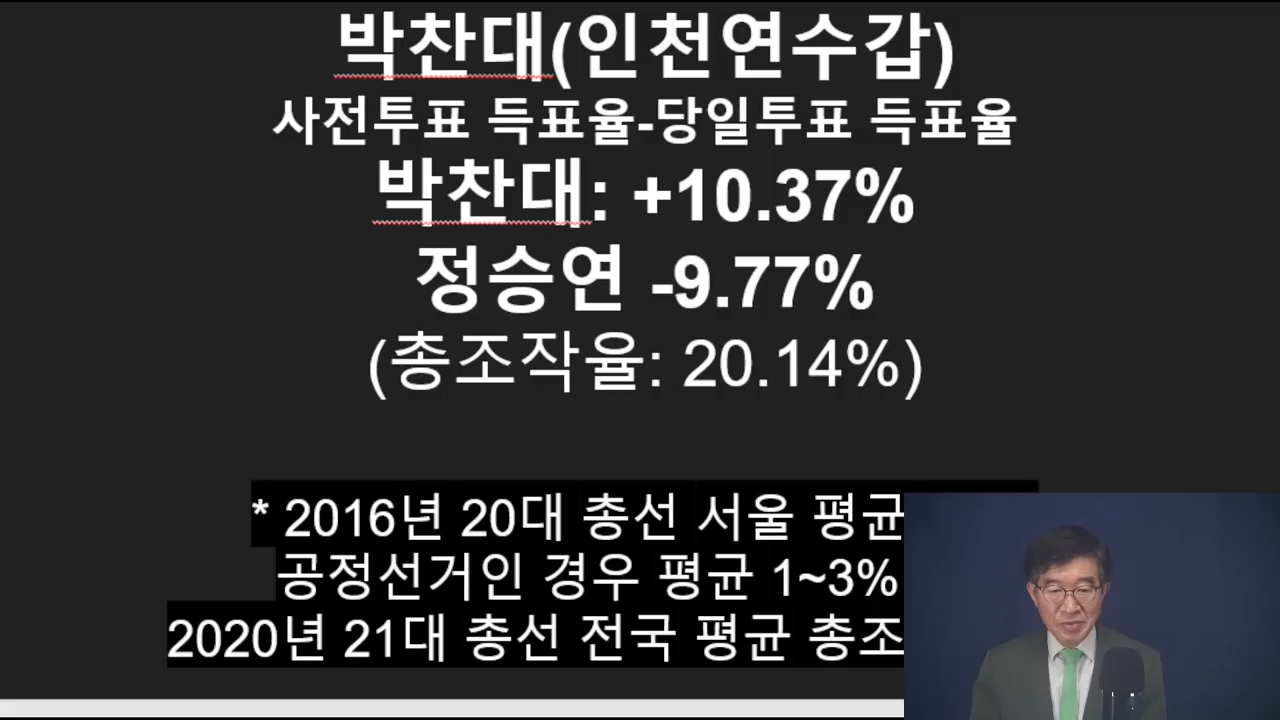 박찬대(인천연수갑)
사전투표 득표율-당일투표 득표율
박찬대: +10.37%
정승연 -9.77%
(총조작율: 20.14%)
* 2016년 20대 총선 서울 평균
공정선거인 경우 평균 1~3%
2020년 21대 총선 전국 평균 총조